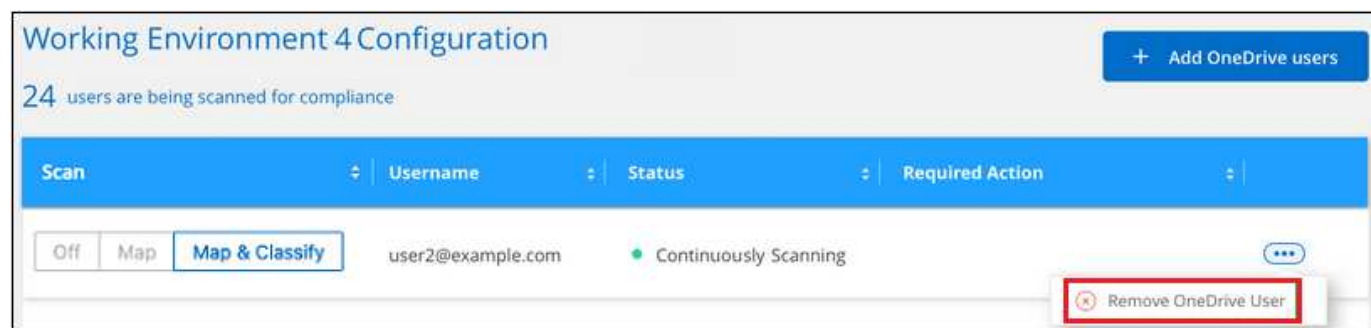 Working Environment 4 Configuration
+ Add OneDrive users
24 users are being scanned for compliance
Scan Username Status Required Action
Off Map Map & Classify user2@example.com Continuously Scanning
Remove OneDrive User